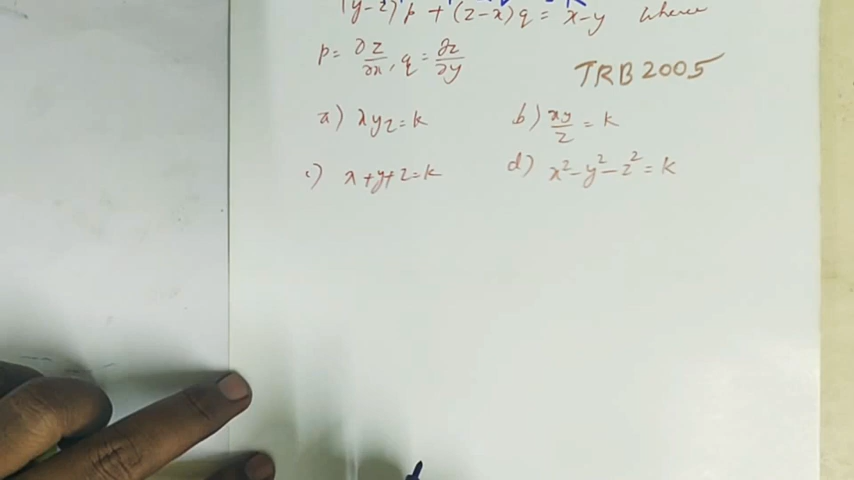 (y-z)p + (z-x)q = x-y where
p = ∂z/∂x, q = ∂z/∂y
TRB 2005
a) xyz = k
b) xy/z = k
c) x+y+z = k
d) x²-y²-z² = k